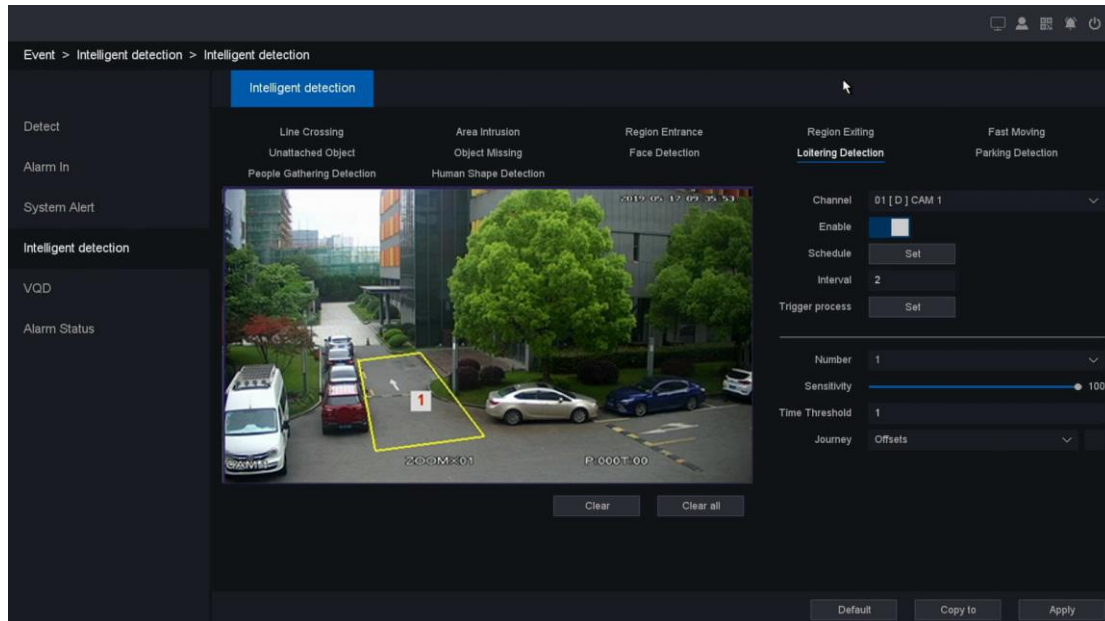 Event > Intelligent detection > Intelligent detection
Intelligent detection
Detect
Alarm In
System Alert
Intelligent detection
VQD
Alarm Status
Line Crossing Area Intrusion Region Entrance Region Exiting Fast Moving
Unattached Object Object Missing Face Detection Loitering Detection Parking Detection
People Gathering Detection Human Shape Detection
2019-05-17 09:35:53
1
CAM 1
ZOOM×01 P:000T:00
Clear Clear all
Channel 01 [ D ] CAM 1
Enable
Schedule Set
Interval 2
Trigger process Set
Number 1
Sensitivity 100
Time Threshold 1
Journey Offsets
Default Copy to Apply